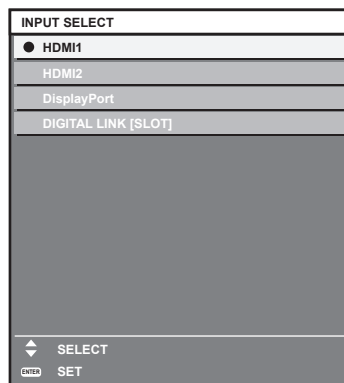 INPUT SELECT
HDMI1
HDMI2
DisplayPort
DIGITAL LINK [SLOT]
SELECT
ENTER SET